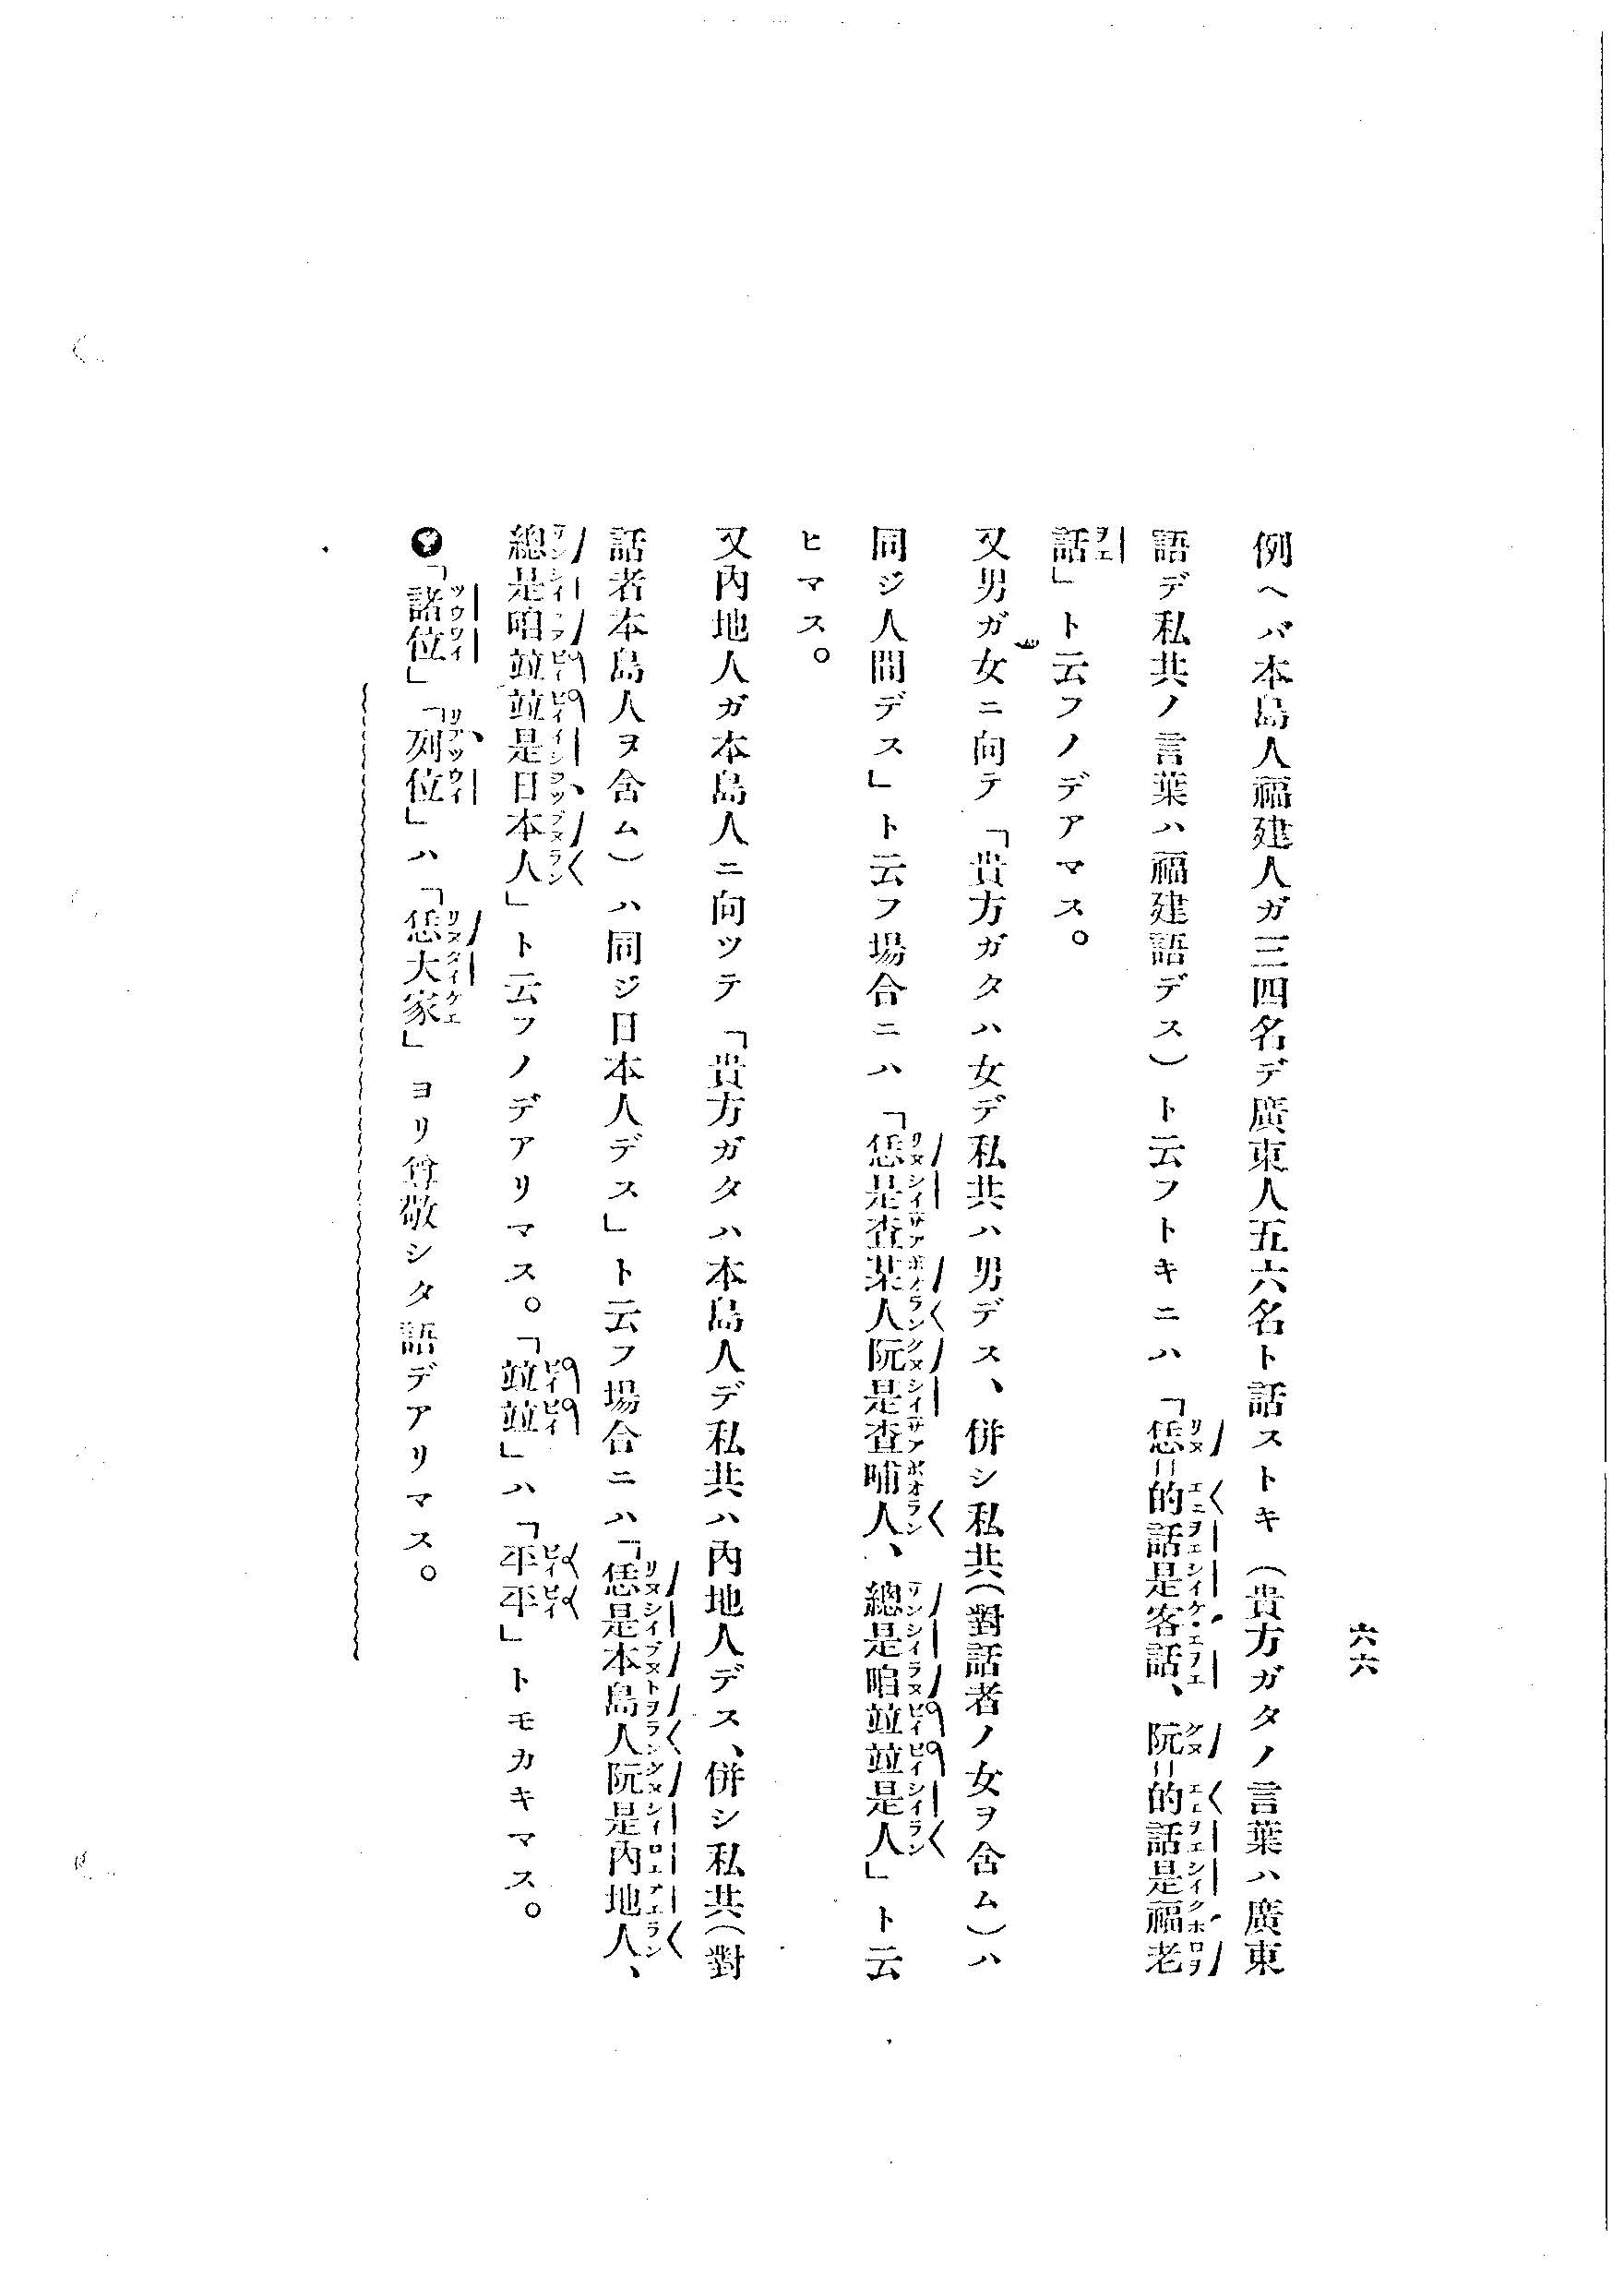 六六
例ヘバ本島人福建人ガ三四名デ廣東人五六名ト話ストキ(貴方ガタノ言葉ハ廣東
語デ私共ノ言葉ハ福建語デス)ト云フトキニハ「恁=的話是客話、阮=的話是福老
話」ト云フノデアマス。
又男ガ女ニ向テ「貴方ガタハ女デ私共ハ男デス、併シ私共(對話者ノ女ヲ含ム)ハ
同ジ人間デス」ト云フ場合ニハ「恁是査某人阮是査哺人、總是咱竝竝是人」ト云
ヒマス。
又內地人ガ本島人ニ向ツテ「貴方ガタハ本島人デ私共ハ內地人デス、併シ私共(對
話者本島人ヲ含ム)ハ同ジ日本人デス」ト云フ場合ニハ「恁是本島人阮是內地人、
總是咱竝竝是日本人」ト云フノデアリマス。「竝竝」ハ「平平」トモカキマス。
「諸位」「列位」ハ「恁大家」ヨリ尊敬シタ語デアリマス。